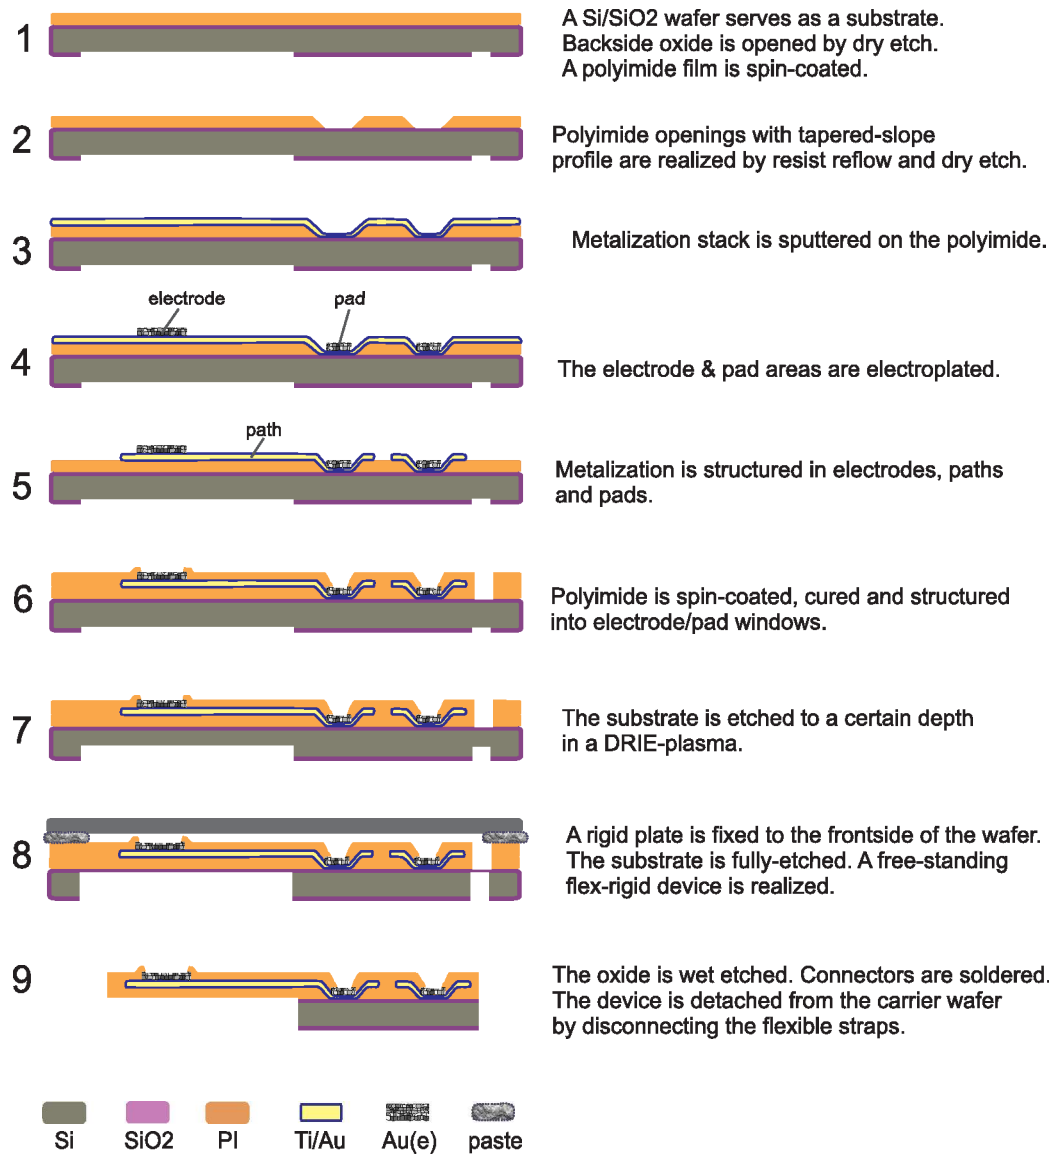 1
A Si/SiO2 wafer serves as a substrate.
Backside oxide is opened by dry etch.
A polyimide film is spin-coated.
2
Polyimide openings with tapered-slope
profile are realized by resist reflow and dry etch.
3
Metalization stack is sputtered on the polyimide.
electrode
pad
4
The electrode & pad areas are electroplated.
path
5
Metalization is structured in electrodes, paths
and pads.
6
Polyimide is spin-coated, cured and structured
into electrode/pad windows.
7
The substrate is etched to a certain depth
in a DRIE-plasma.
8
A rigid plate is fixed to the frontside of the wafer.
The substrate is fully-etched. A free-standing
flex-rigid device is realized.
9
The oxide is wet etched. Connectors are soldered.
The device is detached from the carrier wafer
by disconnecting the flexible straps.
Si
SiO2
PI
Ti/Au
Au(e)
paste